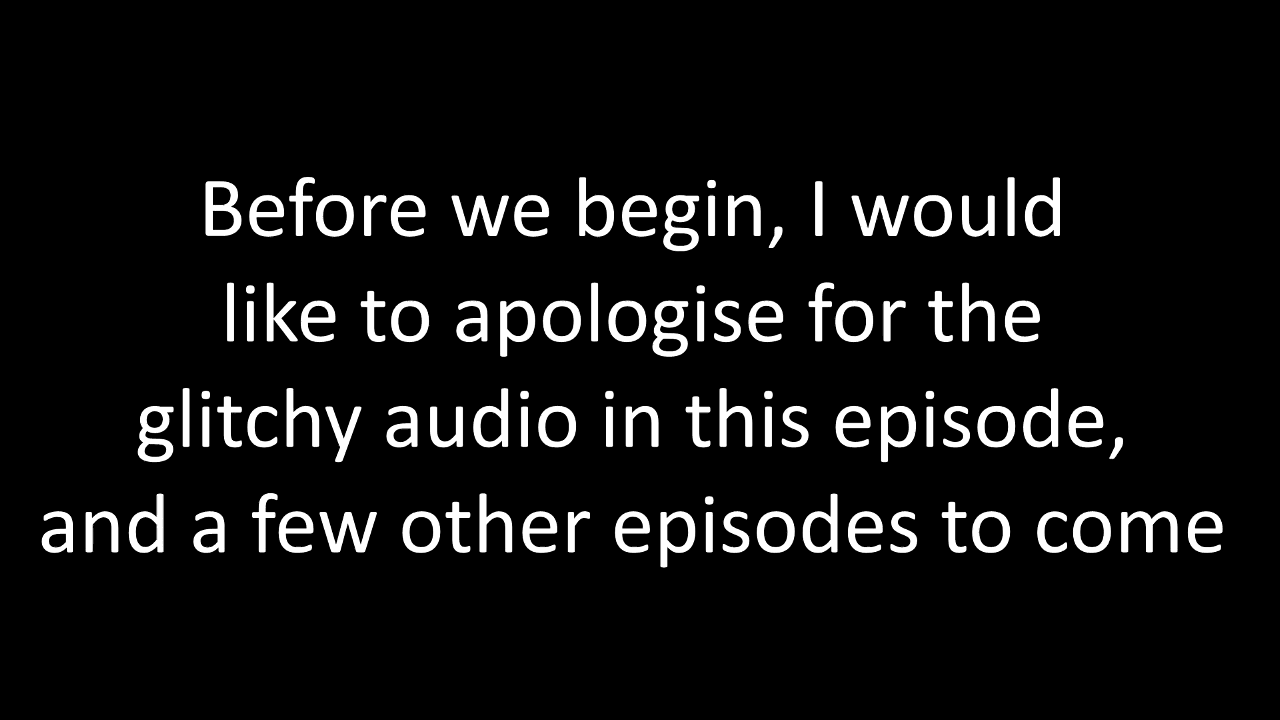 Before we begin, I would
like to apologise for the
glitchy audio in this episode,
and a few other episodes to come